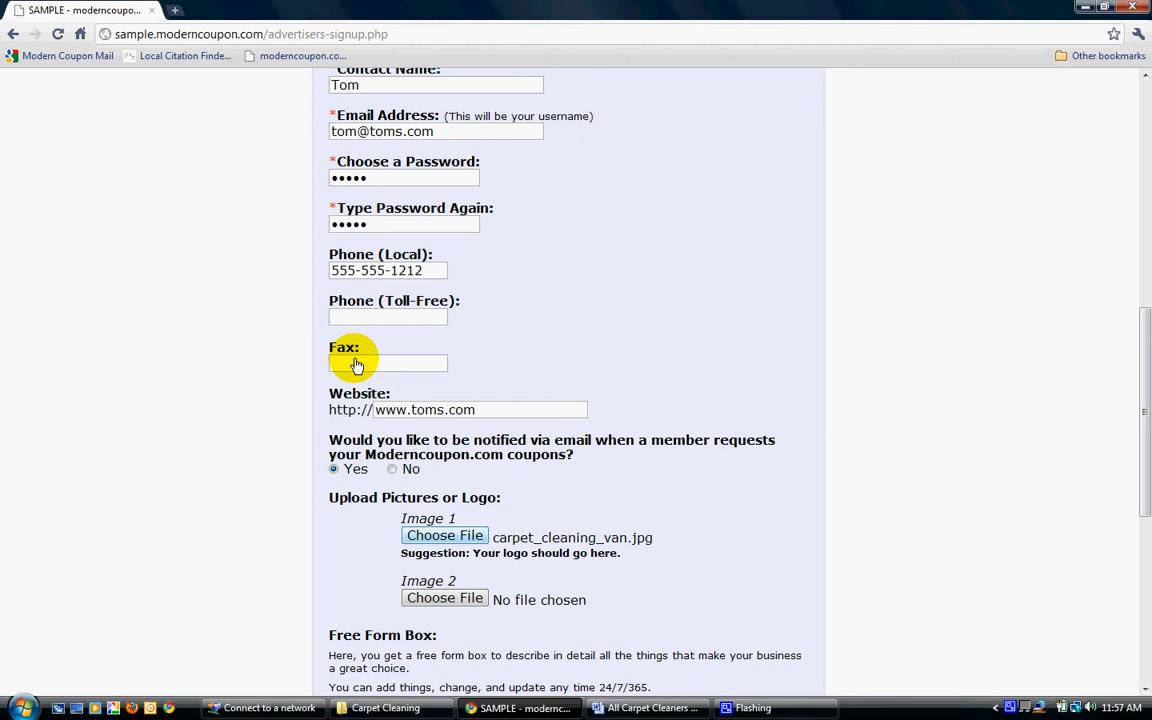 SAMPLE - moderncoupo...
sample.moderncoupon.com/advertisers-signup.php
Modern Coupon Mail
Local Citation Finde...
moderncoupon.co...
Other bookmarks
*Contact Name:
Tom
*Email Address: (This will be your username)
tom@toms.com
*Choose a Password:
•••••
*Type Password Again:
•••••
Phone (Local):
555-555-1212
Phone (Toll-Free):
Fax:
Website:
http:// www.toms.com
Would you like to be notified via email when a member requests
your Moderncoupon.com coupons?
Yes No
Upload Pictures or Logo:
Image 1
Choose File carpet_cleaning_van.jpg
Suggestion: Your logo should go here.
Image 2
Choose File No file chosen
Free Form Box:
Here, you get a free form box to describe in detail all the things that make your business
a great choice.
You can add things, change, and update any time 24/7/365.
Connect to a network
Carpet Cleaning
SAMPLE - modernc...
All Carpet Cleaners ...
Flashing
11:57 AM